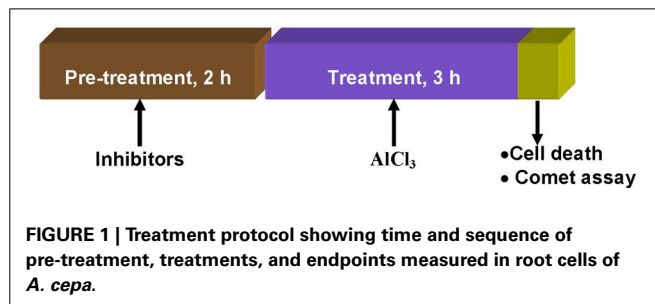 Pre-treatment, 2 h
Treatment, 3 h
Inhibitors
AlCl₃
•Cell death
• Comet assay
FIGURE 1 | Treatment protocol showing time and sequence of
pre-treatment, treatments, and endpoints measured in root cells of
A. cepa.